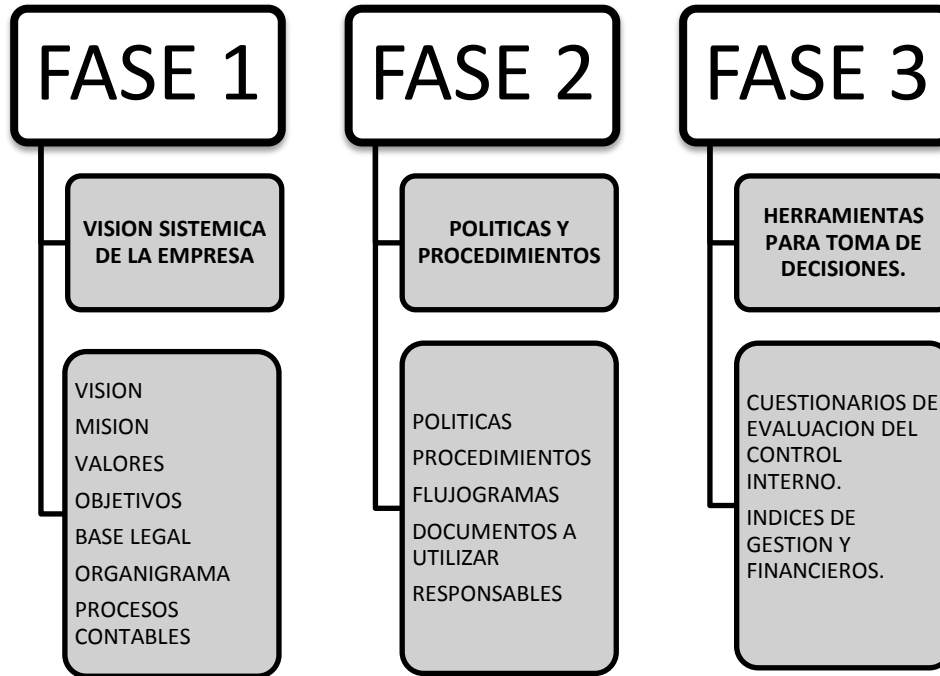 FASE 1
VISION SISTEMICA
DE LA EMPRESA
VISION
MISION
VALORES
OBJETIVOS
BASE LEGAL
ORGANIGRAMA
PROCESOS
CONTABLES
FASE 2
POLITICAS Y
PROCEDIMIENTOS
POLITICAS
PROCEDIMIENTOS
FLUJOGRAMAS
DOCUMENTOS A
UTILIZAR
RESPONSABLES
FASE 3
HERRAMIENTAS
PARA TOMA DE
DECISIONES.
CUESTIONARIOS DE
EVALUACION DEL
CONTROL
INTERNO.
INDICES DE
GESTION Y
FINANCIEROS.